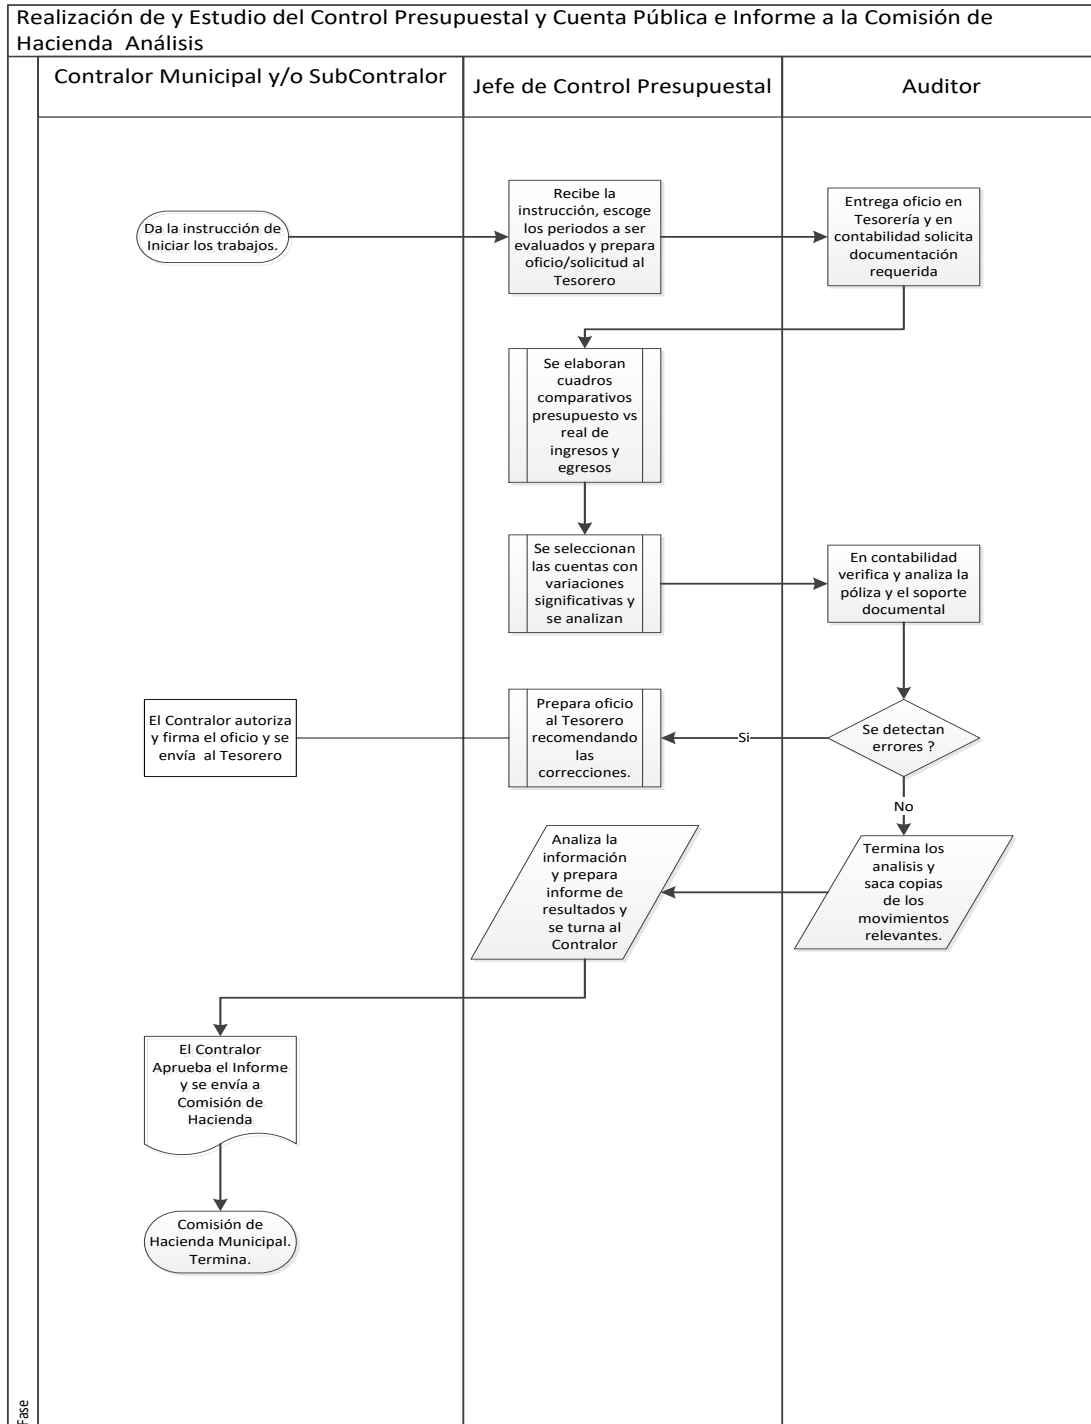 Realización de y Estudio del Control Presupuestal y Cuenta Pública e Informe a la Comisión de
Hacienda  Análisis
Contralor Municipal y/o SubContralor
Jefe de Control Presupuestal
Auditor
Da la instrucción de
Iniciar los trabajos.
Recibe la
instrucción, escoge
los periodos a ser
evaluados y prepara
oficio/solicitud al
Tesorero
Entrega oficio en
Tesorería y en
contabilidad solicita
documentación
requerida
Se elaboran
cuadros
comparativos
presupuesto vs
real de
ingresos y
egresos
Se seleccionan
las cuentas con
variaciones
significativas y
se analizan
En contabilidad
verifica y analiza la
póliza y el soporte
documental
Se detectan
errores ?
Si
Prepara oficio
al Tesorero
recomendando
las
correcciones.
El Contralor autoriza
y firma el oficio y se
envía  al Tesorero
No
Termina los
analisis y
saca copias
de los
movimientos
relevantes.
Analiza la
información
y prepara
informe de
resultados y
se turna al
Contralor
El Contralor
Aprueba el Informe
y se envía a
Comisión de
Hacienda
Comisión de
Hacienda Municipal.
Termina.
Fase